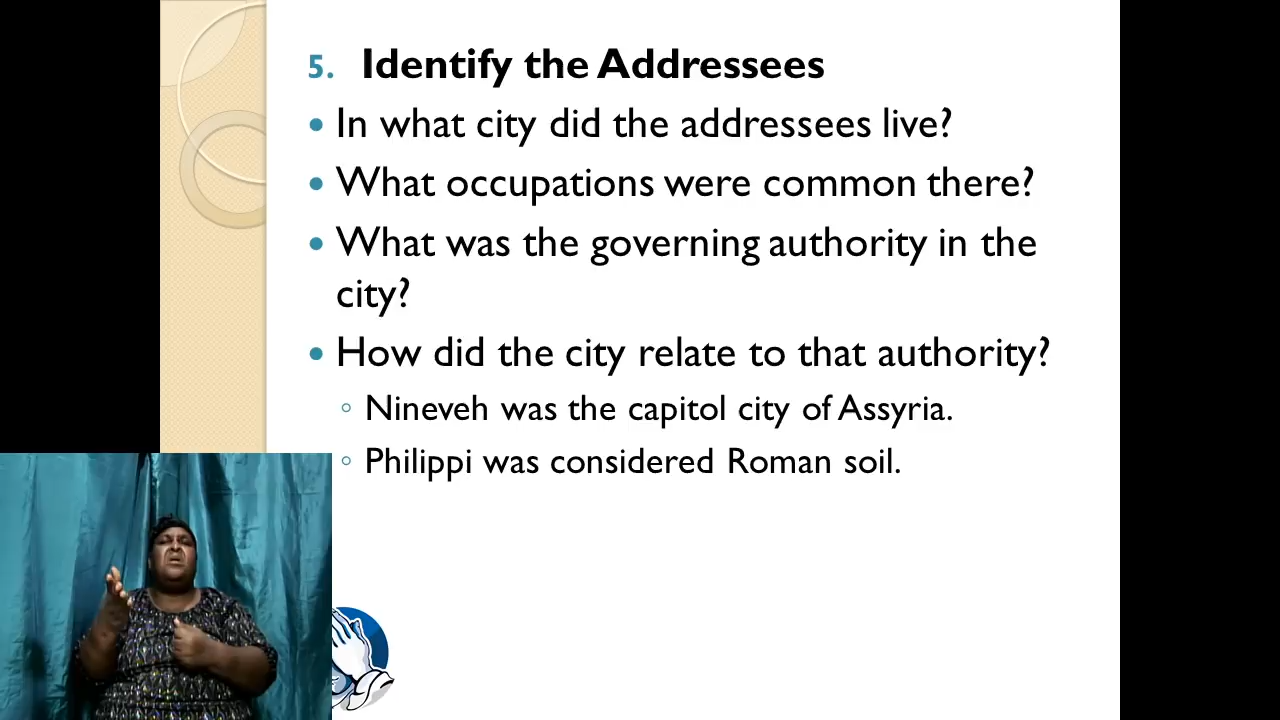 5. Identify the Addressees
• In what city did the addressees live?
• What occupations were common there?
• What was the governing authority in the
city?
• How did the city relate to that authority?
◦ Nineveh was the capitol city of Assyria.
◦ Philippi was considered Roman soil.